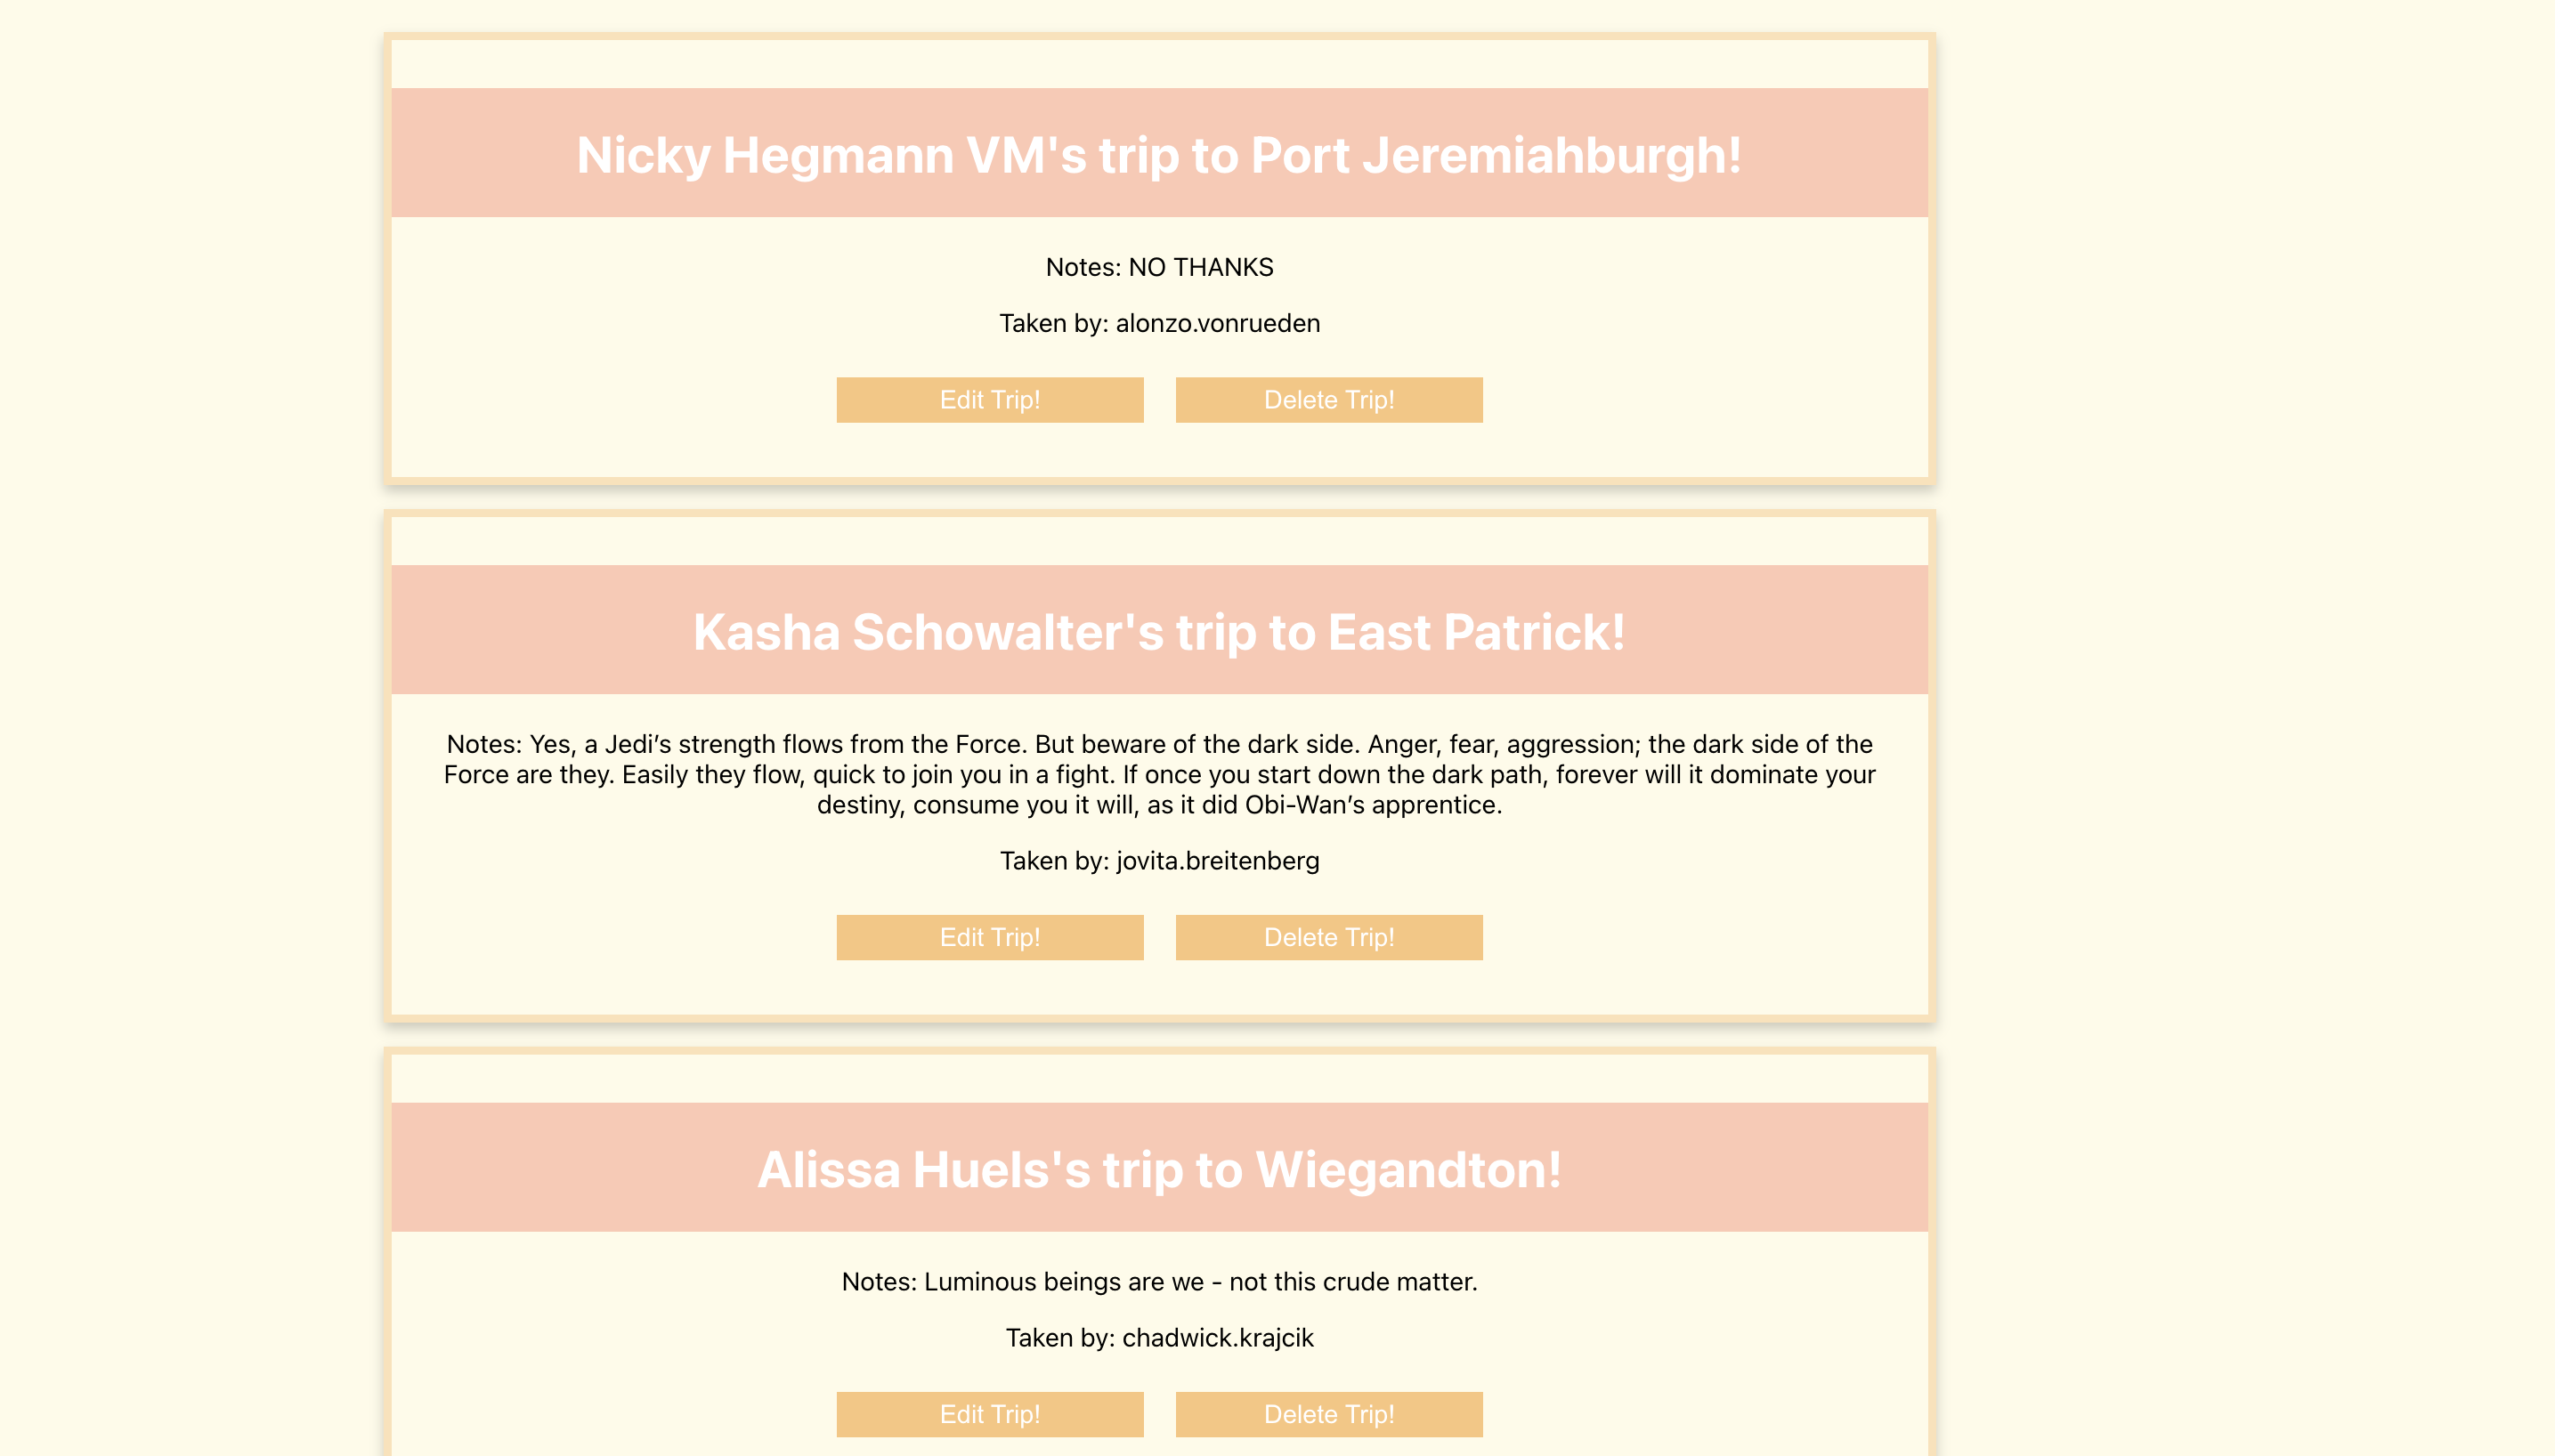 Nicky Hegmann VM's trip to Port Jeremiahburgh!
Notes: NO THANKS
Taken by: alonzo.vonrueden
Edit Trip! Delete Trip!
Kasha Schowalter's trip to East Patrick!
Notes: Yes, a Jedi’s strength flows from the Force. But beware of the dark side. Anger, fear, aggression; the dark side of the
Force are they. Easily they flow, quick to join you in a fight. If once you start down the dark path, forever will it dominate your
destiny, consume you it will, as it did Obi-Wan’s apprentice.
Taken by: jovita.breitenberg
Edit Trip! Delete Trip!
Alissa Huels's trip to Wiegandton!
Notes: Luminous beings are we - not this crude matter.
Taken by: chadwick.krajcik
Edit Trip! Delete Trip!